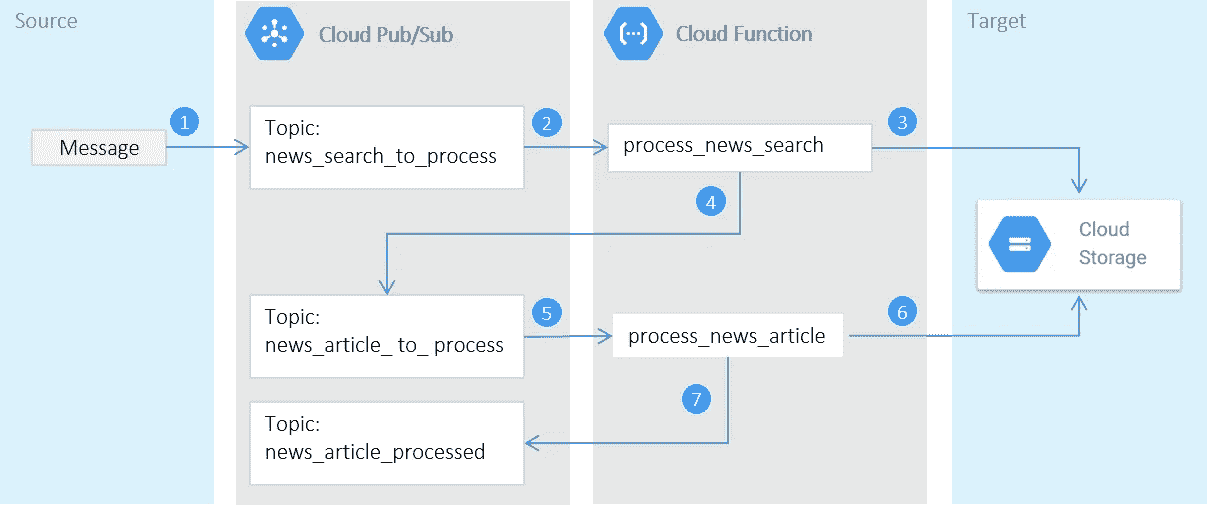 Source
Cloud Pub/Sub
Cloud Function
Target
1
Message
Topic:
news_search_to_process
2
process_news_search
3
4
Cloud
Storage
Topic:
news_article_ to_ process
5
process_news_article
6
7
Topic:
news_article_processed